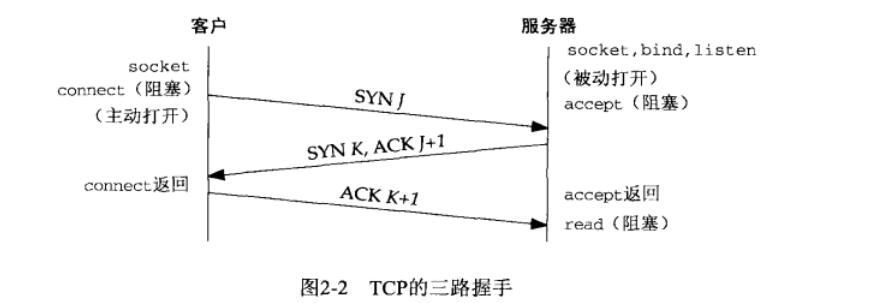 客户
服务器
socket
socket,bind,listen
connect（阻塞）
（被动打开）
（主动打开）
SYN J
accept（阻塞）
SYN K, ACK J+1
connect返回
ACK K+1
accept返回
read（阻塞）
图2-2 TCP的三路握手